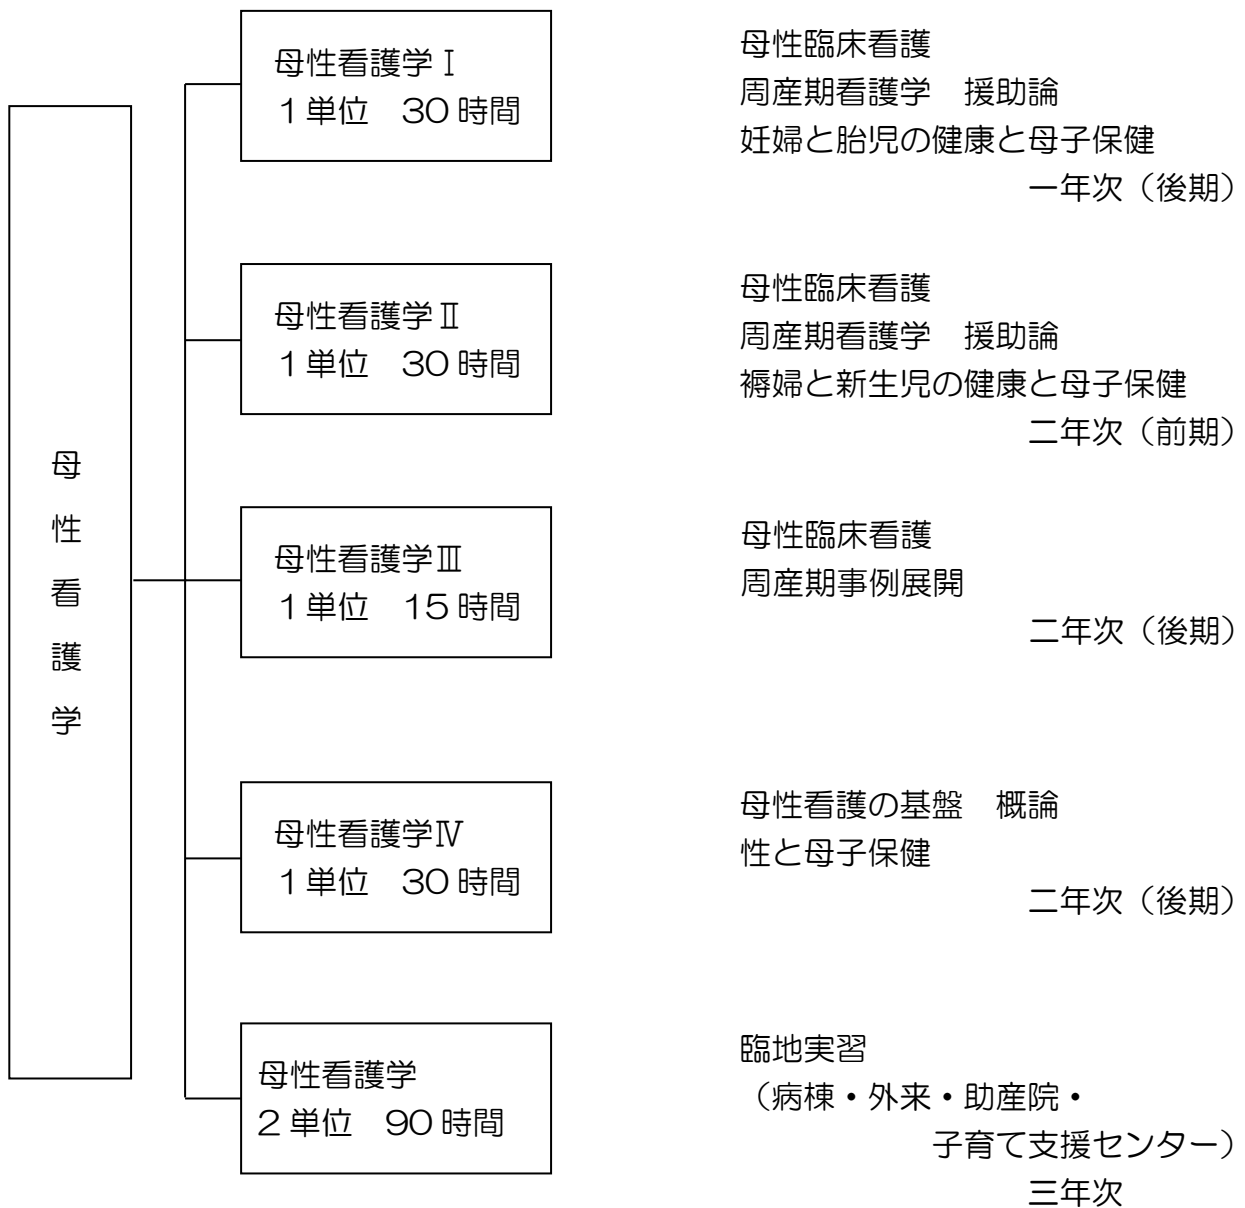 母性看護学
母性看護学Ⅰ
1単位　30時間
母性臨床看護
周産期看護学　援助論
妊婦と胎児の健康と母子保健
一年次（後期）
母性看護学Ⅱ
1単位　30時間
母性臨床看護
周産期看護学　援助論
褥婦と新生児の健康と母子保健
二年次（前期）
母性看護学Ⅲ
1単位　15時間
母性臨床看護
周産期事例展開
二年次（後期）
母性看護学Ⅳ
1単位　30時間
母性看護の基盤　概論
性と母子保健
二年次（後期）
母性看護学
2単位　90時間
臨地実習
（病棟・外来・助産院・
子育て支援センター）
三年次